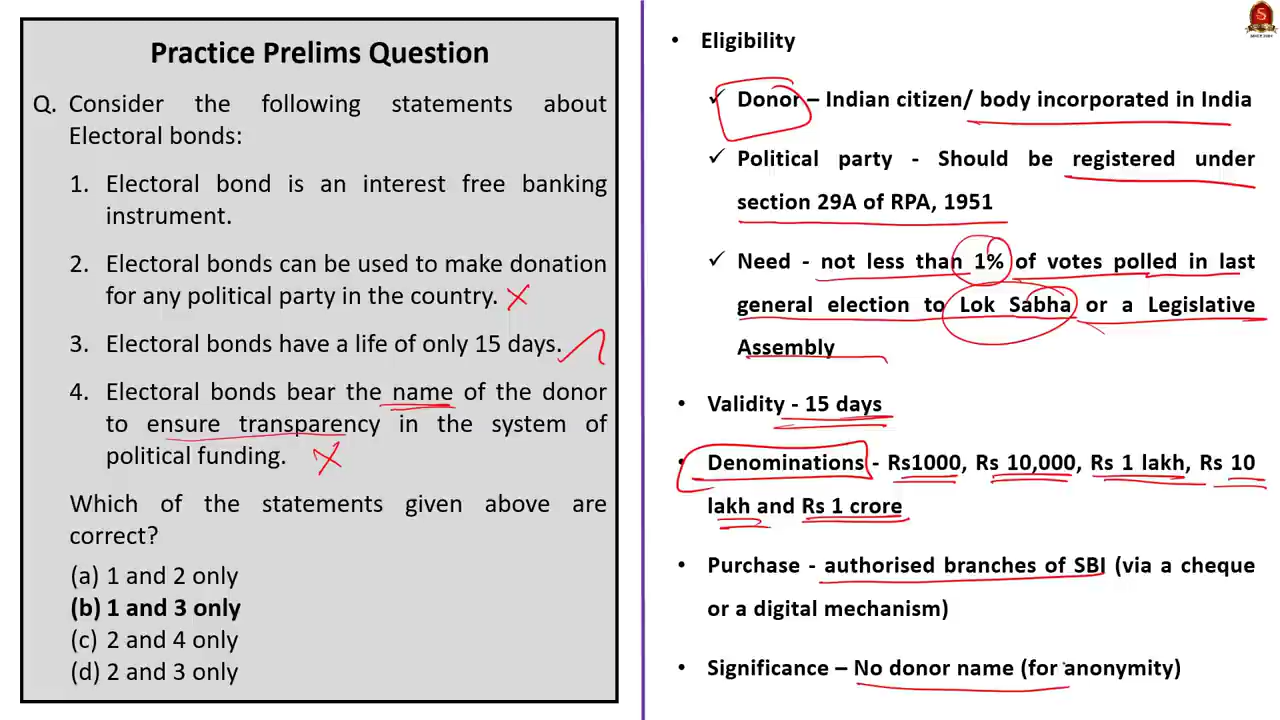 Practice Prelims Question
Q. Consider the following statements about
Electoral bonds:
1. Electoral bond is an interest free banking
instrument.
2. Electoral bonds can be used to make donation
for any political party in the country.
3. Electoral bonds have a life of only 15 days.
4. Electoral bonds bear the name of the donor
to ensure transparency in the system of
political funding.
Which of the statements given above are
correct?
(a) 1 and 2 only
(b) 1 and 3 only
(c) 2 and 4 only
(d) 2 and 3 only
• Eligibility
✓ Donor – Indian citizen/ body incorporated in India
✓ Political party - Should be registered under
section 29A of RPA, 1951
✓ Need - not less than 1% of votes polled in last
general election to Lok Sabha or a Legislative
Assembly
• Validity - 15 days
• Denominations - Rs1000, Rs 10,000, Rs 1 lakh, Rs 10
lakh and Rs 1 crore
• Purchase - authorised branches of SBI (via a cheque
or a digital mechanism)
• Significance – No donor name (for anonymity)